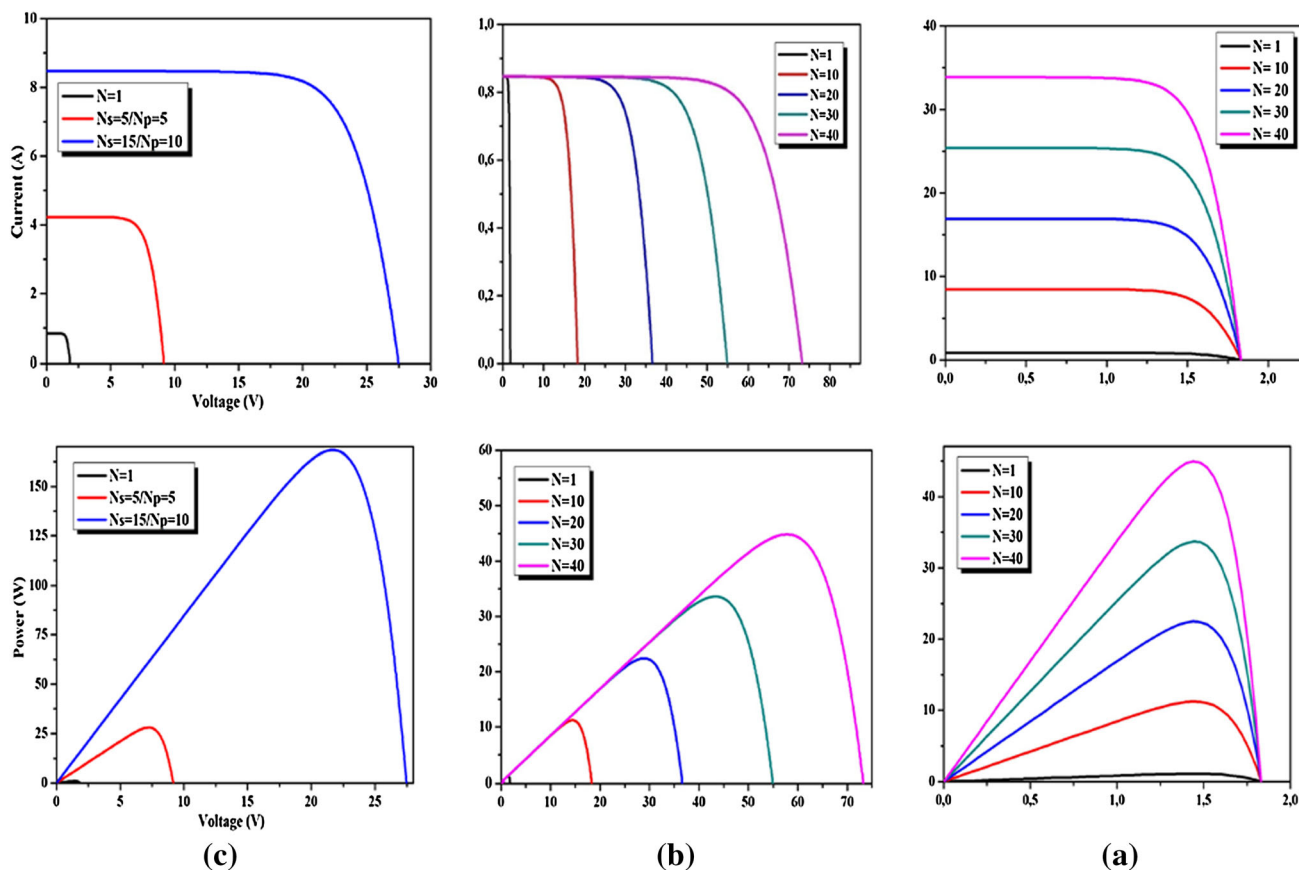 Current (A)
10
8
6
4
2
0
N=1
Ns=5/Np=5
Ns=15/Np=10
0
5
10
15
20
25
30
Voltage (V)
1,0
0,8
0,6
0,4
0,2
0,0
N=1
N=10
N=20
N=30
N=40
0
10
20
30
40
50
60
70
80
40
30
20
10
0
N= 1
N= 10
N= 20
N= 30
N= 40
0,0
0,5
1,0
1,5
2,0
Power (W)
150
125
100
75
50
25
0
N=1
Ns=5/Np=5
Ns=15/Np=10
0
5
10
15
20
25
Voltage (V)
(c)
60
50
40
30
20
10
0
N=1
N=10
N=20
N=30
N=40
0
10
20
30
40
50
60
70
(b)
40
30
20
10
0
N=1
N=10
N=20
N=30
N=40
0,0
0,5
1,0
1,5
2,0
(a)